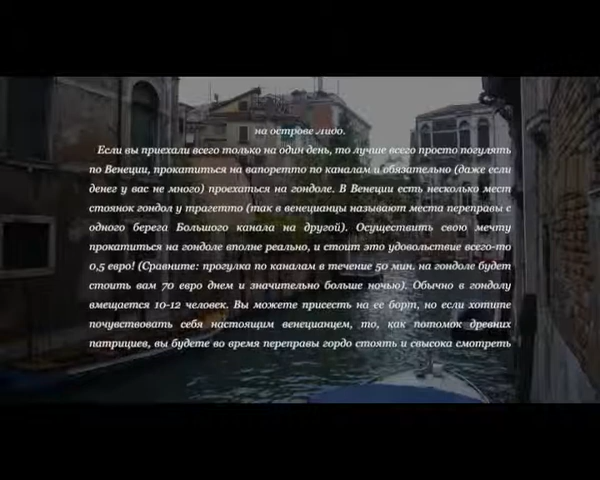 на острове Лидо.
Если вы приехали всего только на один день, то лучше всего просто погулять
по Венеции, прокатиться на вапоретто по каналам и обязательно (даже если
денег у вас не много) проехаться на гондоле. В Венеции есть несколько мест
стоянок гондол у трагетто (так в венецианцы называют места переправы с
одного берега Большого канала на другой). Осуществить свою мечту
прокатиться на гондоле вполне реально, и стоит это удовольствие всего-то
0,5 евро! (Сравните: прогулка по каналам в течение 50 мин. на гондоле будет
стоить вам 70 евро днем и значительно больше ночью). Обычно в гондолу
вмещается 10-12 человек. Вы можете присесть на ее борт, но если хотите
почувствовать себя настоящим венецианцем, то, как потомок древних
патрициев, вы будете во время переправы гордо стоять и свысока смотреть